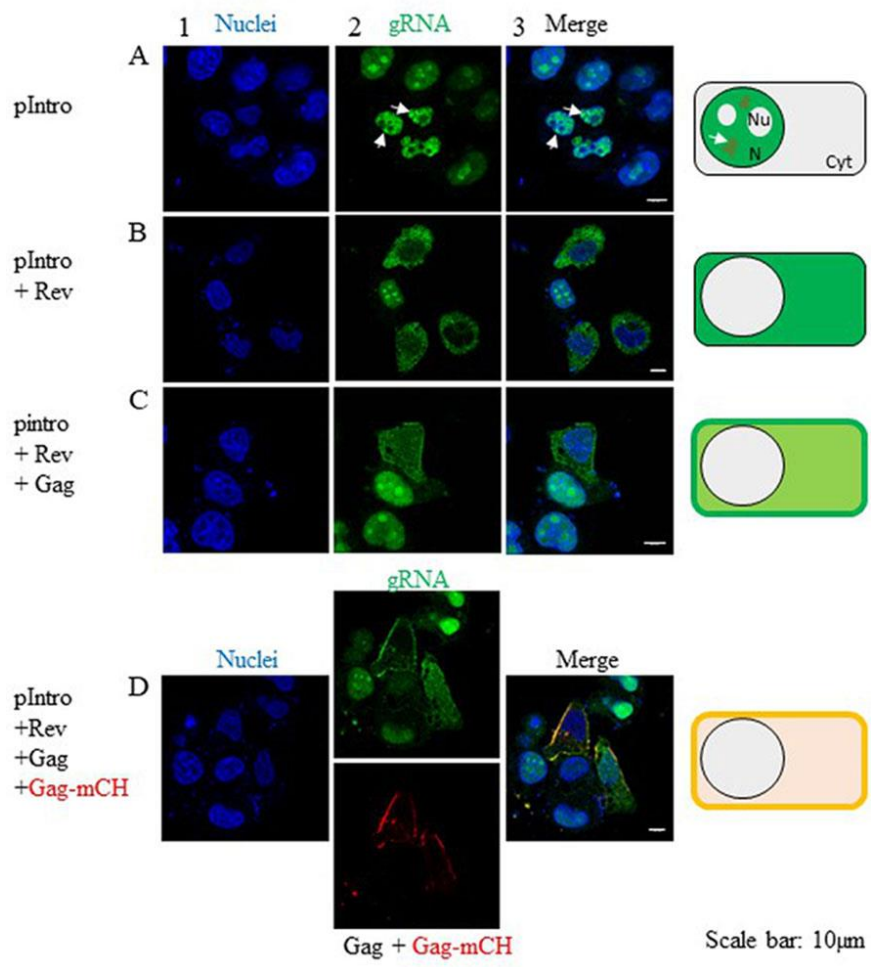 1 Nuclei 2 gRNA 3 Merge
A
pIntro
Nu
N
Cyt
B
pIntro
+ Rev
C
pintro
+ Rev
+ Gag
gRNA
Nuclei
Merge
D
pIntro
+Rev
+Gag
+Gag-mCH
Gag + Gag-mCH
Scale bar: 10µm